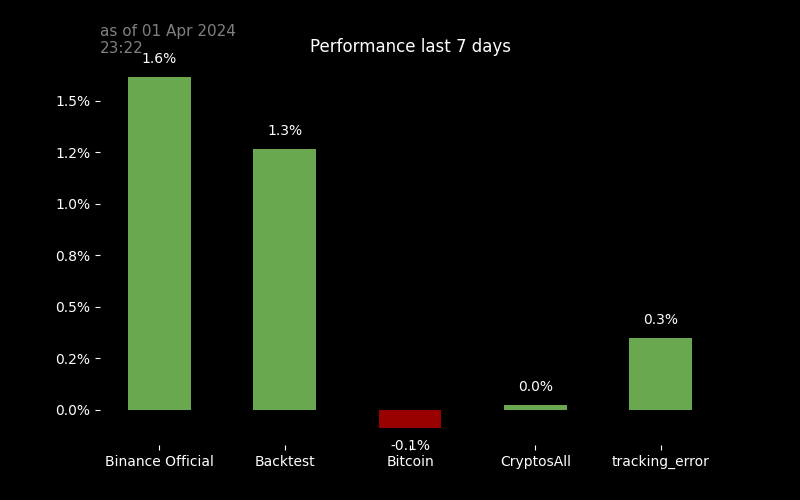 as of 01 Apr 2024
23:22
Performance last 7 days
1.6%
1.3%
-0.1%
0.0%
0.3%
1.5%
1.2%
1.0%
0.8%
0.5%
0.2%
0.0%
Binance Official
Backtest
Bitcoin
CryptosAll
tracking_error